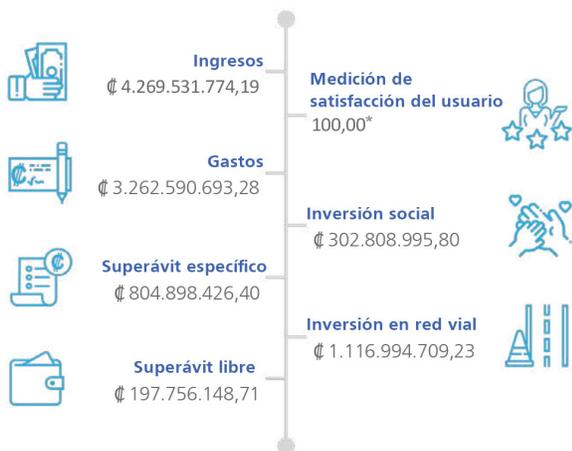 Ingresos
₡ 4.269.531.774,19
Gastos
₡ 3.262.590.693,28
Superávit específico
₡ 804.898.426,40
Superávit libre
₡ 197.756.148,71
Medición de
satisfacción del usuario
100,00*
Inversión social
₡ 302.808.995,80
Inversión en red vial
₡ 1.116.994.709,23